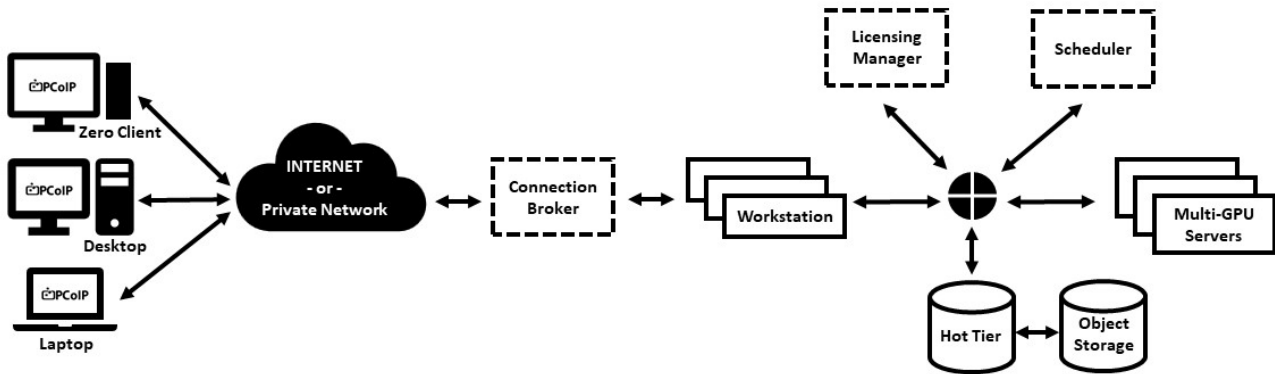 PCoIP
Zero Client
PCoIP
Desktop
PCoIP
Laptop
INTERNET
- or -
Private Network
Connection
Broker
Workstation
Licensing
Manager
Scheduler
Multi-GPU
Servers
Hot Tier
Object
Storage